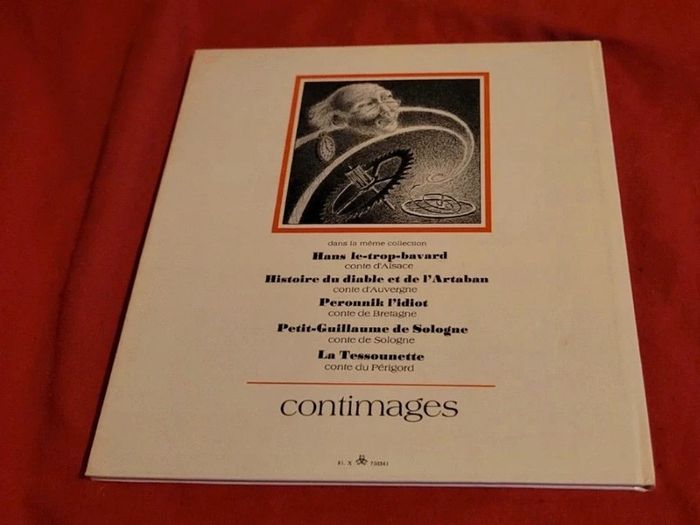 dans la même collection
Hans le-trop-bavard
conte d'Alsace
Histoire du diable et de l'Artaban
conte d'Auvergne
Peronnik l'idiot
conte de Bretagne
Petit-Guillaume de Sologne
conte de Sologne
La Tessounette
conte du Périgord
contimages